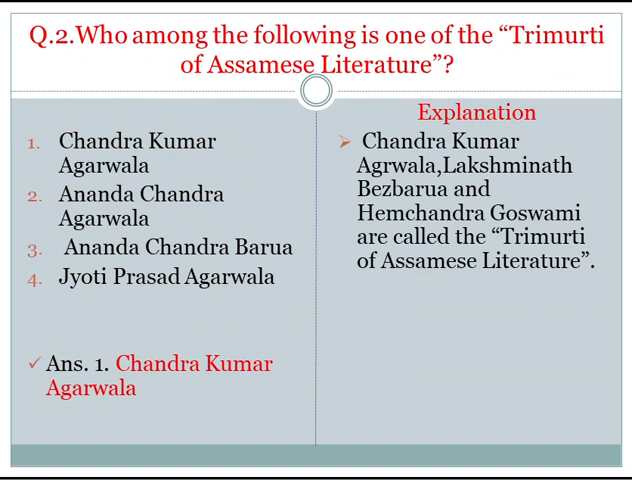 Q.2.Who among the following is one of the “Trimurti
of Assamese Literature”?
1. Chandra Kumar
Agarwala
2. Ananda Chandra
Agarwala
3. Ananda Chandra Barua
4. Jyoti Prasad Agarwala
✓ Ans. 1. Chandra Kumar
Agarwala
Explanation
➢ Chandra Kumar
Agrwala,Lakshminath
Bezbarua and
Hemchandra Goswami
are called the “Trimurti
of Assamese Literature”.